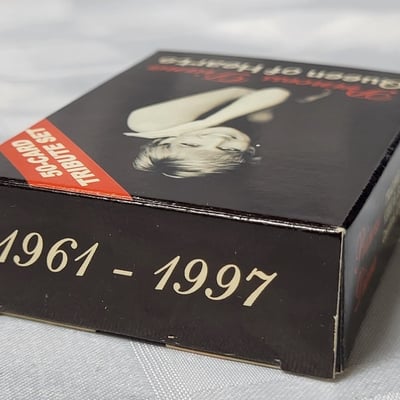 Princess Diana
Queen of Hearts
50-CARD
TRIBUTE SET
1961 - 1997